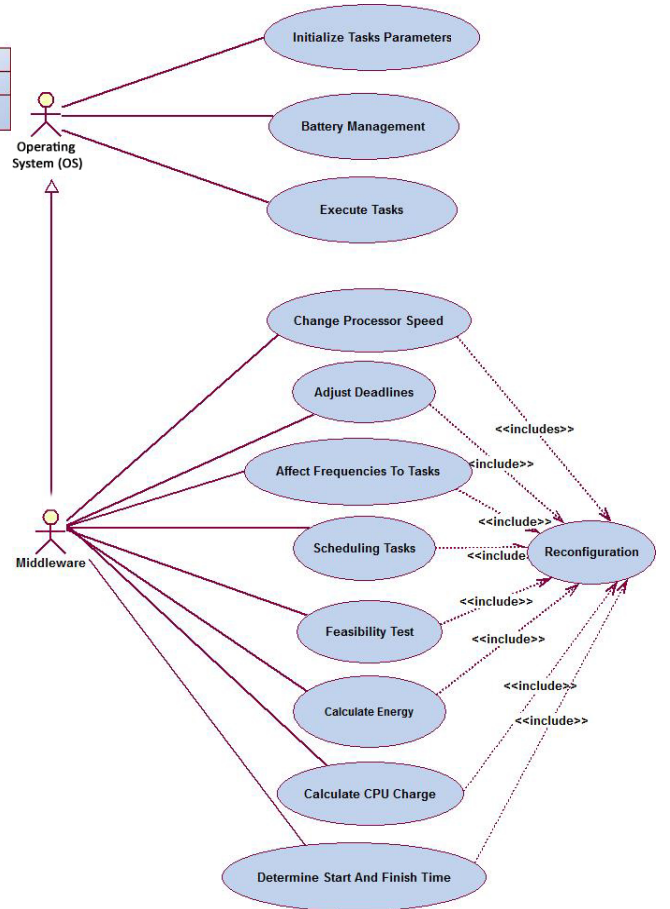 Initialize Tasks Parameters
Operating
System (OS)
Battery Management
Execute Tasks
Change Processor Speed
Adjust Deadlines
<<includes>>
<include>>
Affect Frequencies To Tasks
<<include>>
Middleware
Scheduling Tasks
<<include
Reconfiguration
Feasibility Test
<<include>>
<<include>>
Calculate Energy
<<include>>
<<include>>
Calculate CPU Charge
Determine Start And Finish Time